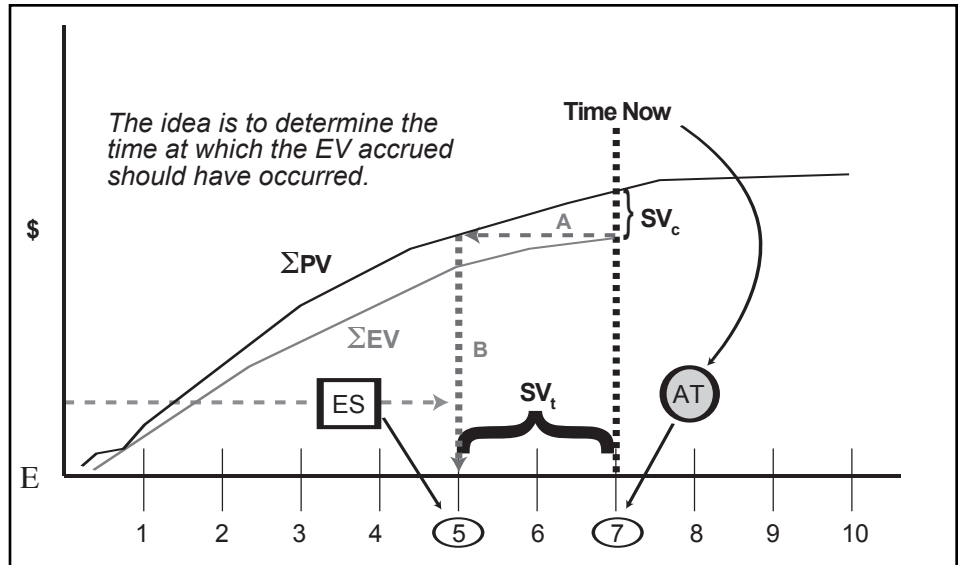 The idea is to determine the
time at which the EV accrued
should have occurred.
Time Now
$
A
SVc
ΣPV
ΣEV
B
ES
SVt
AT
E
1 2 3 4 5 6 7 8 9 10